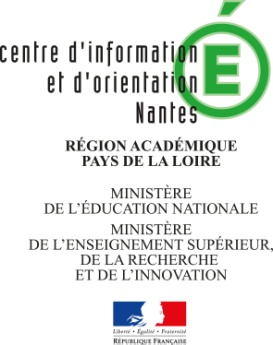 centre d'information
et d'orientation
Nantes
É
RÉGION ACADÉMIQUE
PAYS DE LA LOIRE
MINISTÈRE
DE L'ÉDUCATION NATIONALE
MINISTÈRE
DE L'ENSEIGNEMENT SUPÉRIEUR,
DE LA RECHERCHE
ET DE L'INNOVATION
Liberté • Égalité • Fraternité
RÉPUBLIQUE FRANÇAISE